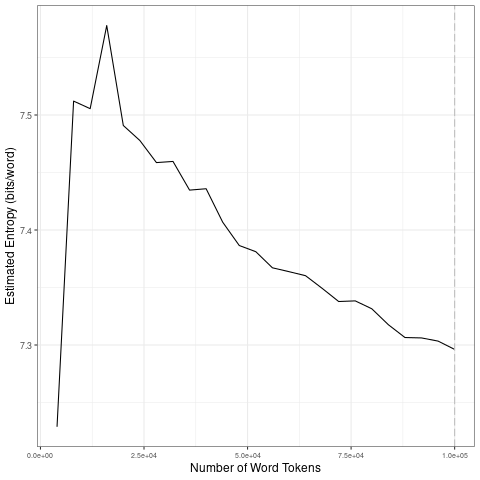 Estimated Entropy (bits/word)
7.5
7.4
7.3
0.0e+00 2.5e+04 5.0e+04 7.5e+04 1.0e+05
Number of Word Tokens